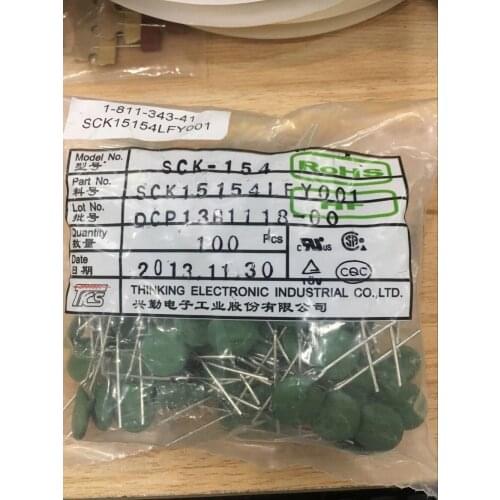 1-811-343-41
SCK15154LFY001
Model No.
型号
SCK-154
RoHS
Part No.
料号
SCK15154LFY001
HF
Lot No.
批号
DCP1381118-00
Quantity
数量
100 Pcs
Date
日期
2013.11.30
TCS
THINKING ELECTRONIC INDUSTRIAL CO.,LTD.
兴勤电子工业股份有限公司
CQC